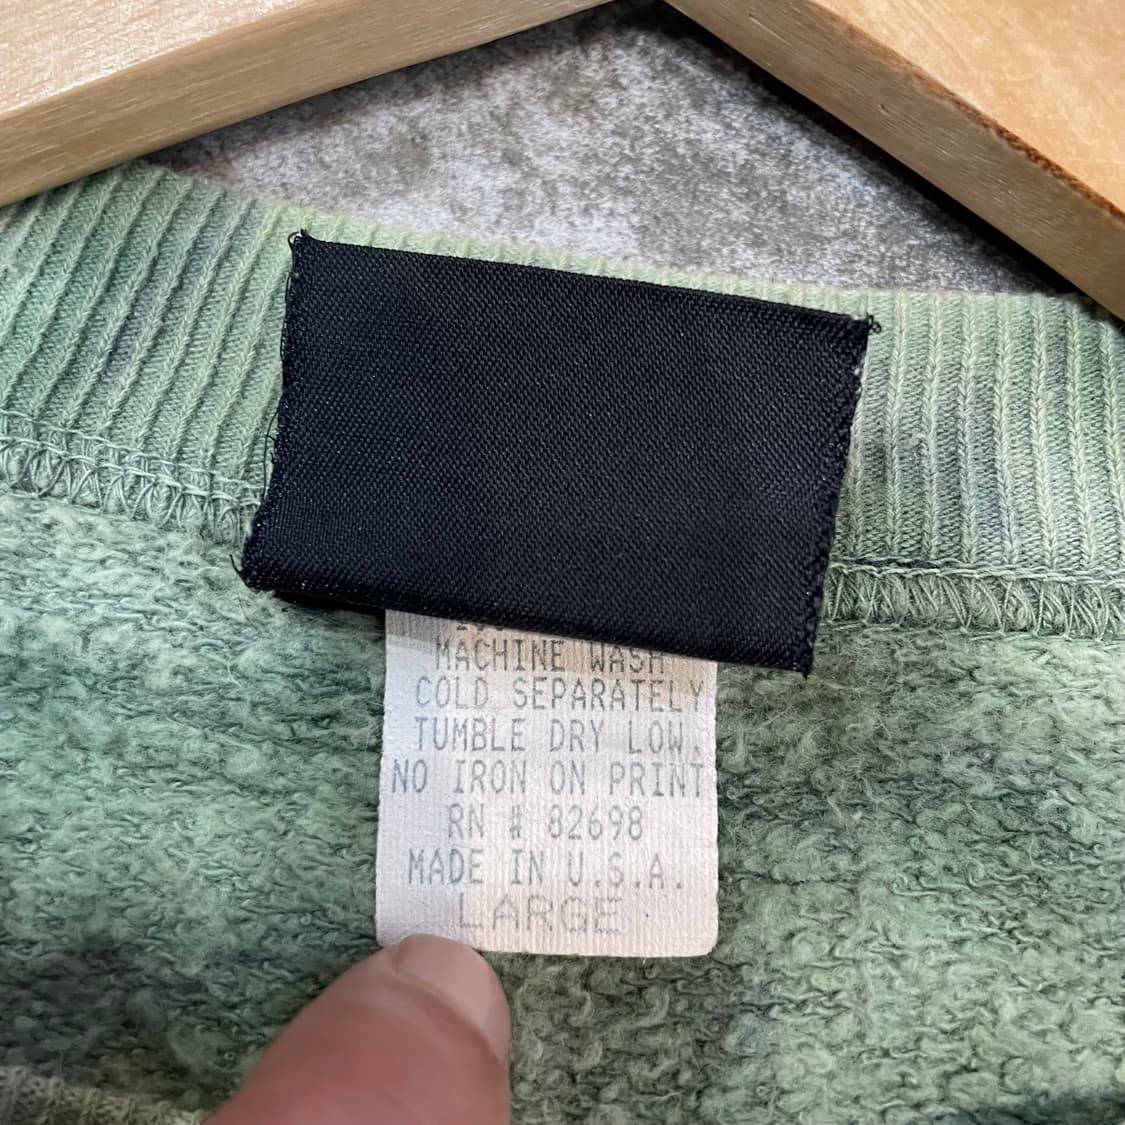 MACHINE WASH
COLD SEPARATELY
TUMBLE DRY LOW.
NO IRON ON PRINT
RN # 82698
MADE IN U.S.A.
LARGE